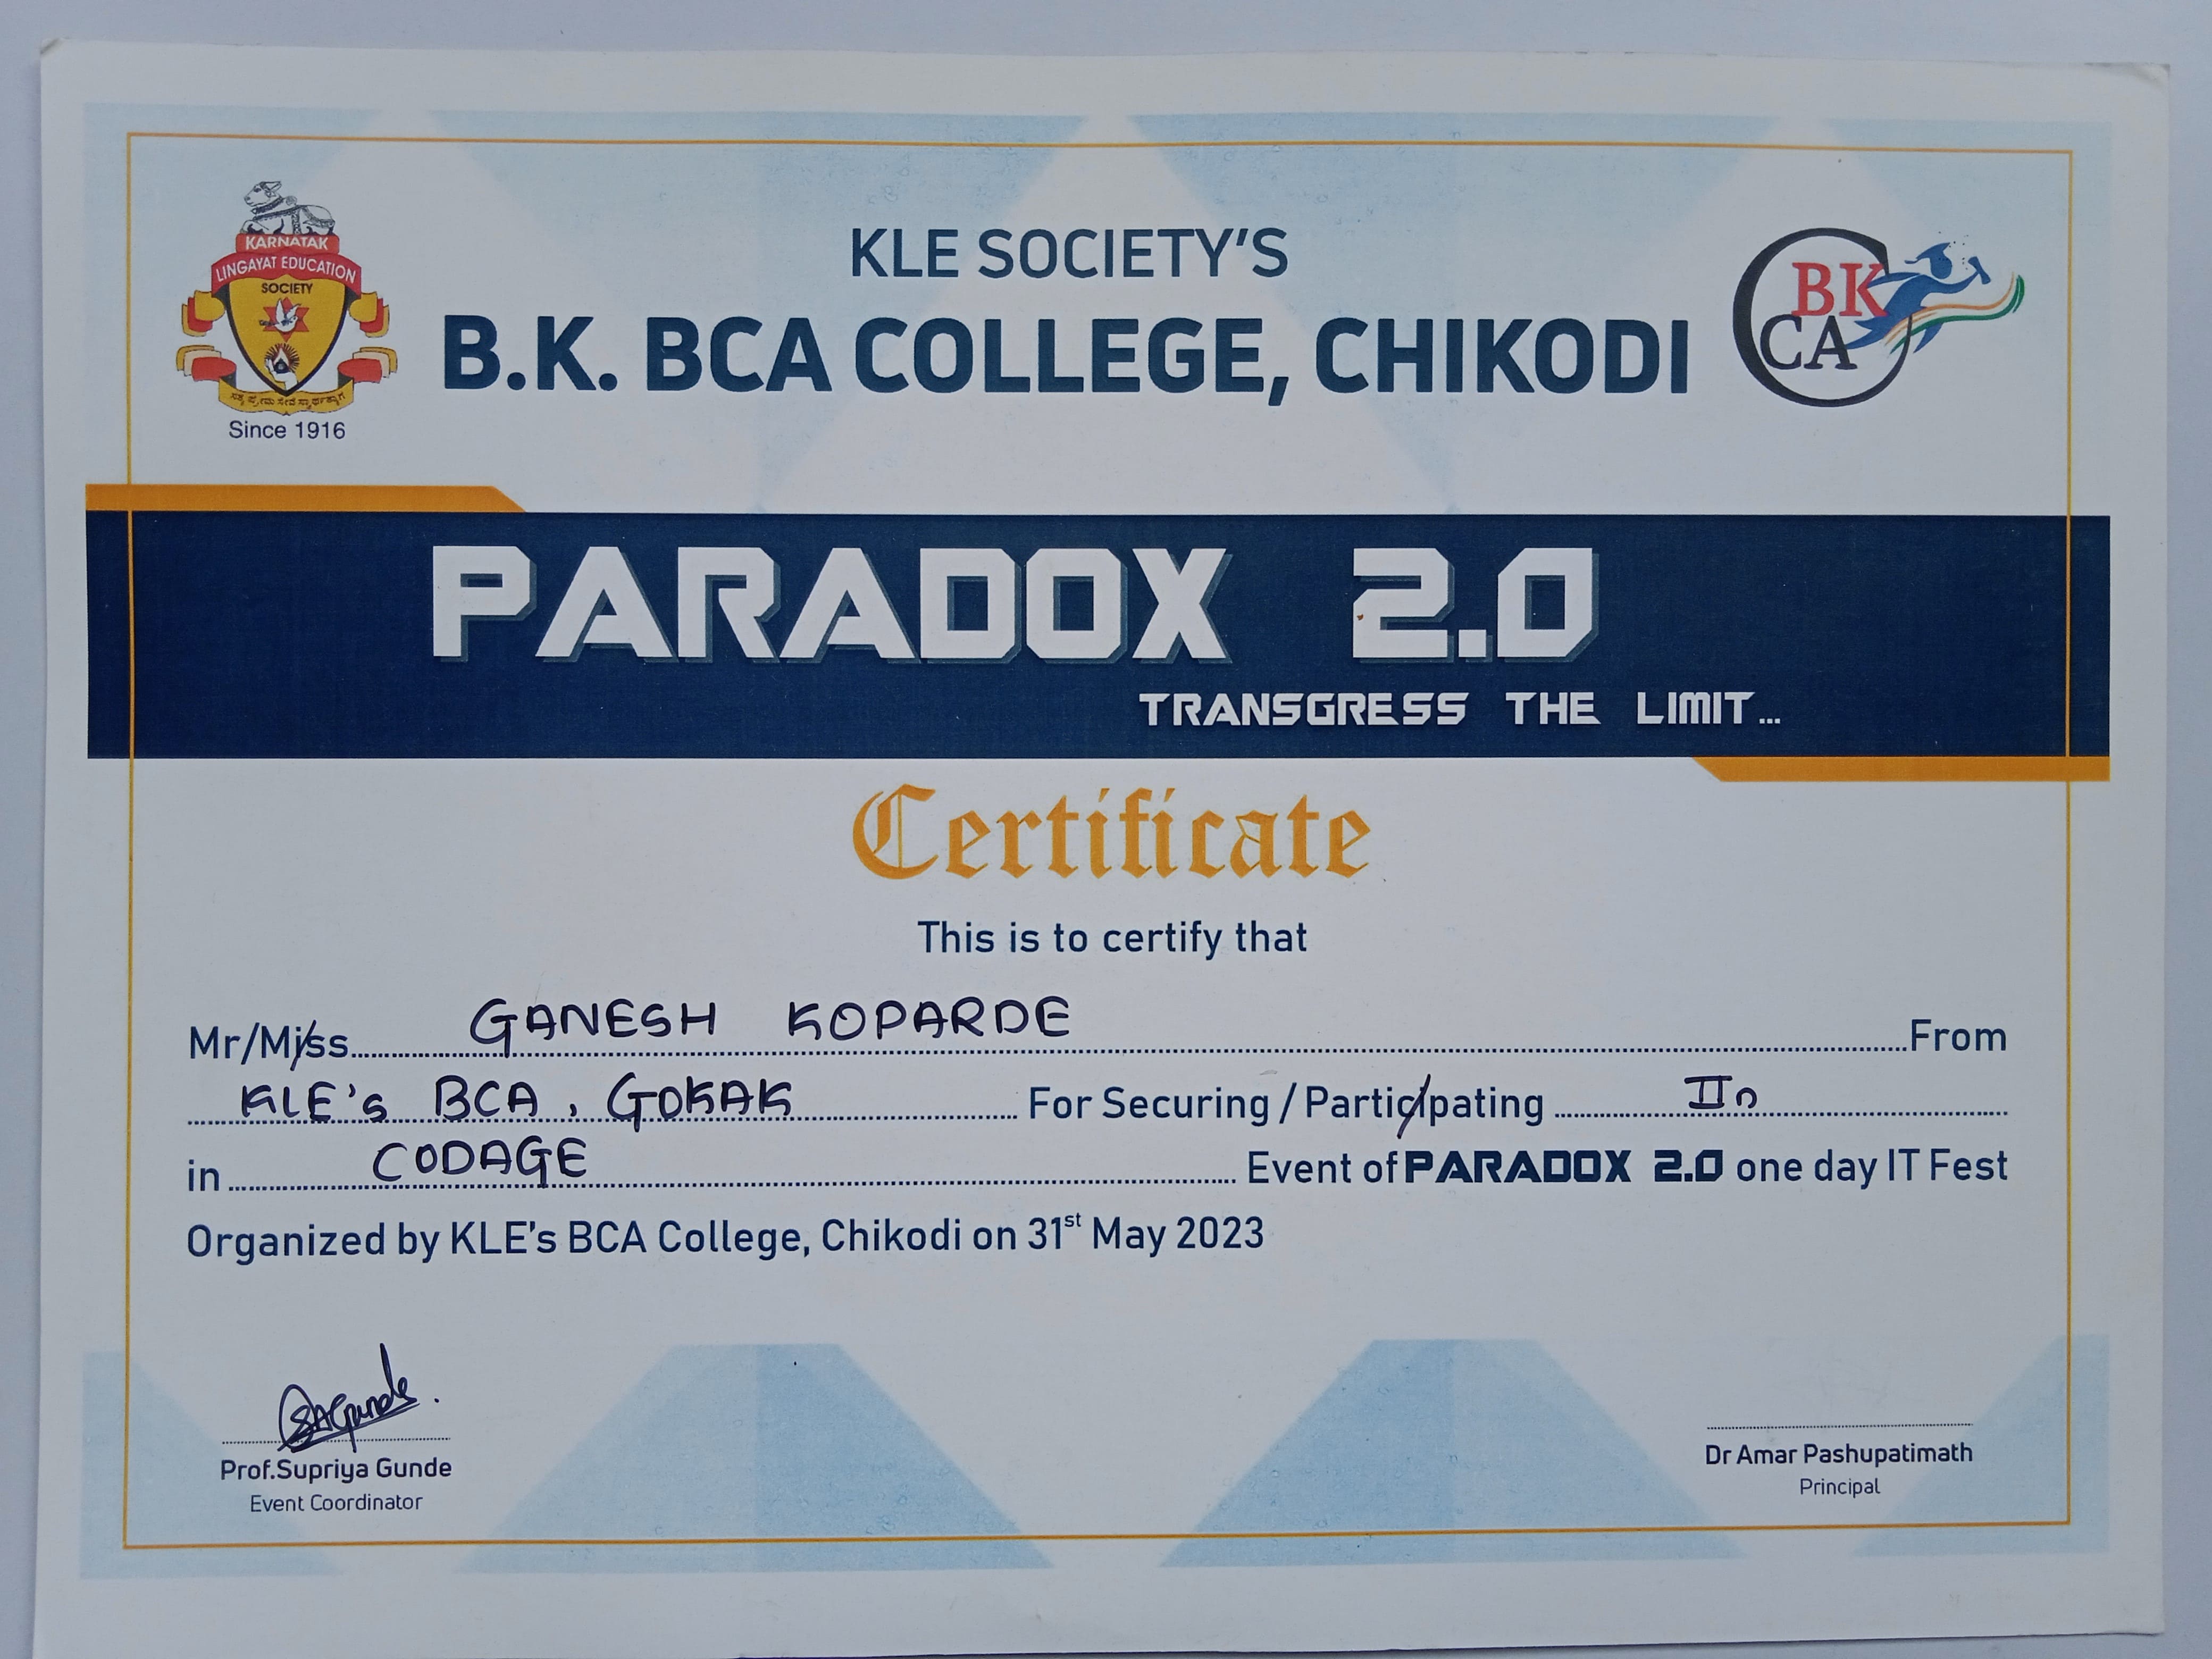 KARNATAK
LINGAYAT EDUCATION
SOCIETY
Since 1916
KLE SOCIETY'S
B.K. BCA COLLEGE, CHIKODI
BK
CA
PARADOX 2.0
TRANSGRESS THE LIMIT...
Certificate
This is to certify that
Mr/Miss GANESH KOPARDE From
KLE's BCA, GOKAK For Securing / Participating IIn
in CODAGE Event of PARADOX 2.0 one day IT Fest
Organized by KLE's BCA College, Chikodi on 31st May 2023
SAGunde.
Prof.Supriya Gunde
Event Coordinator
Dr Amar Pashupatimath
Principal